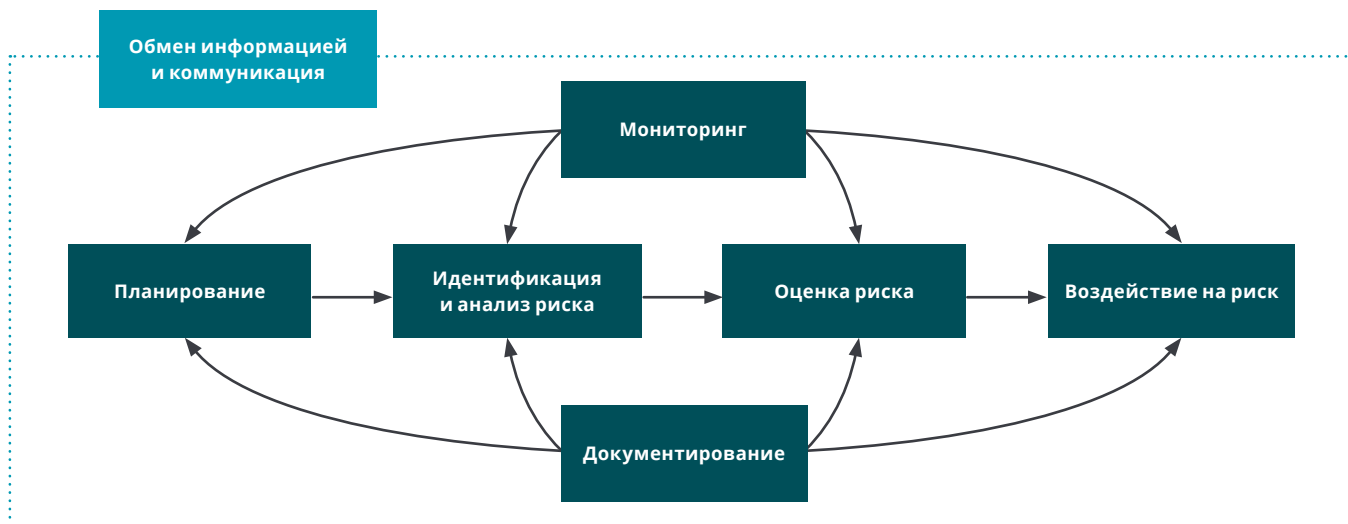 Обмен информацией
и коммуникация
Мониторинг
Планирование
Идентификация
и анализ риска
Оценка риска
Воздействие на риск
Документирование